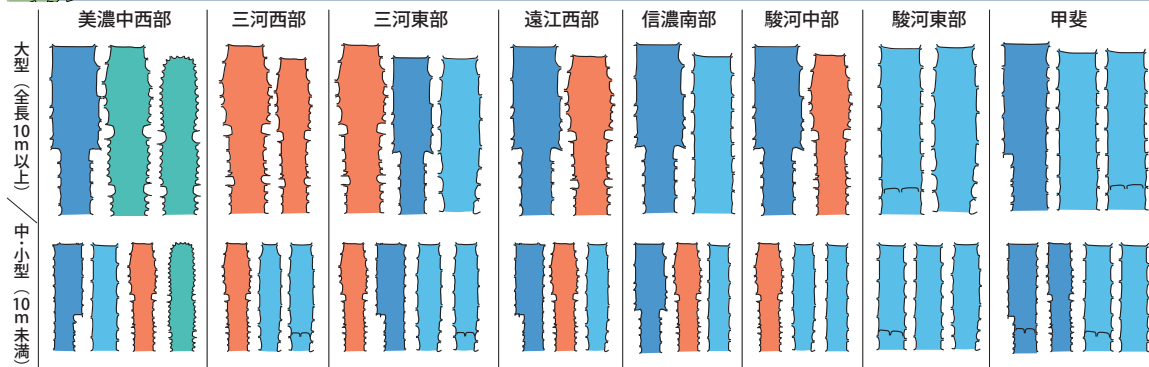 美濃中西部
三河西部
三河東部
遠江西部
信濃南部
駿河中部
駿河東部
甲斐
大型（全長10m以上）
中・小型（10m未満）